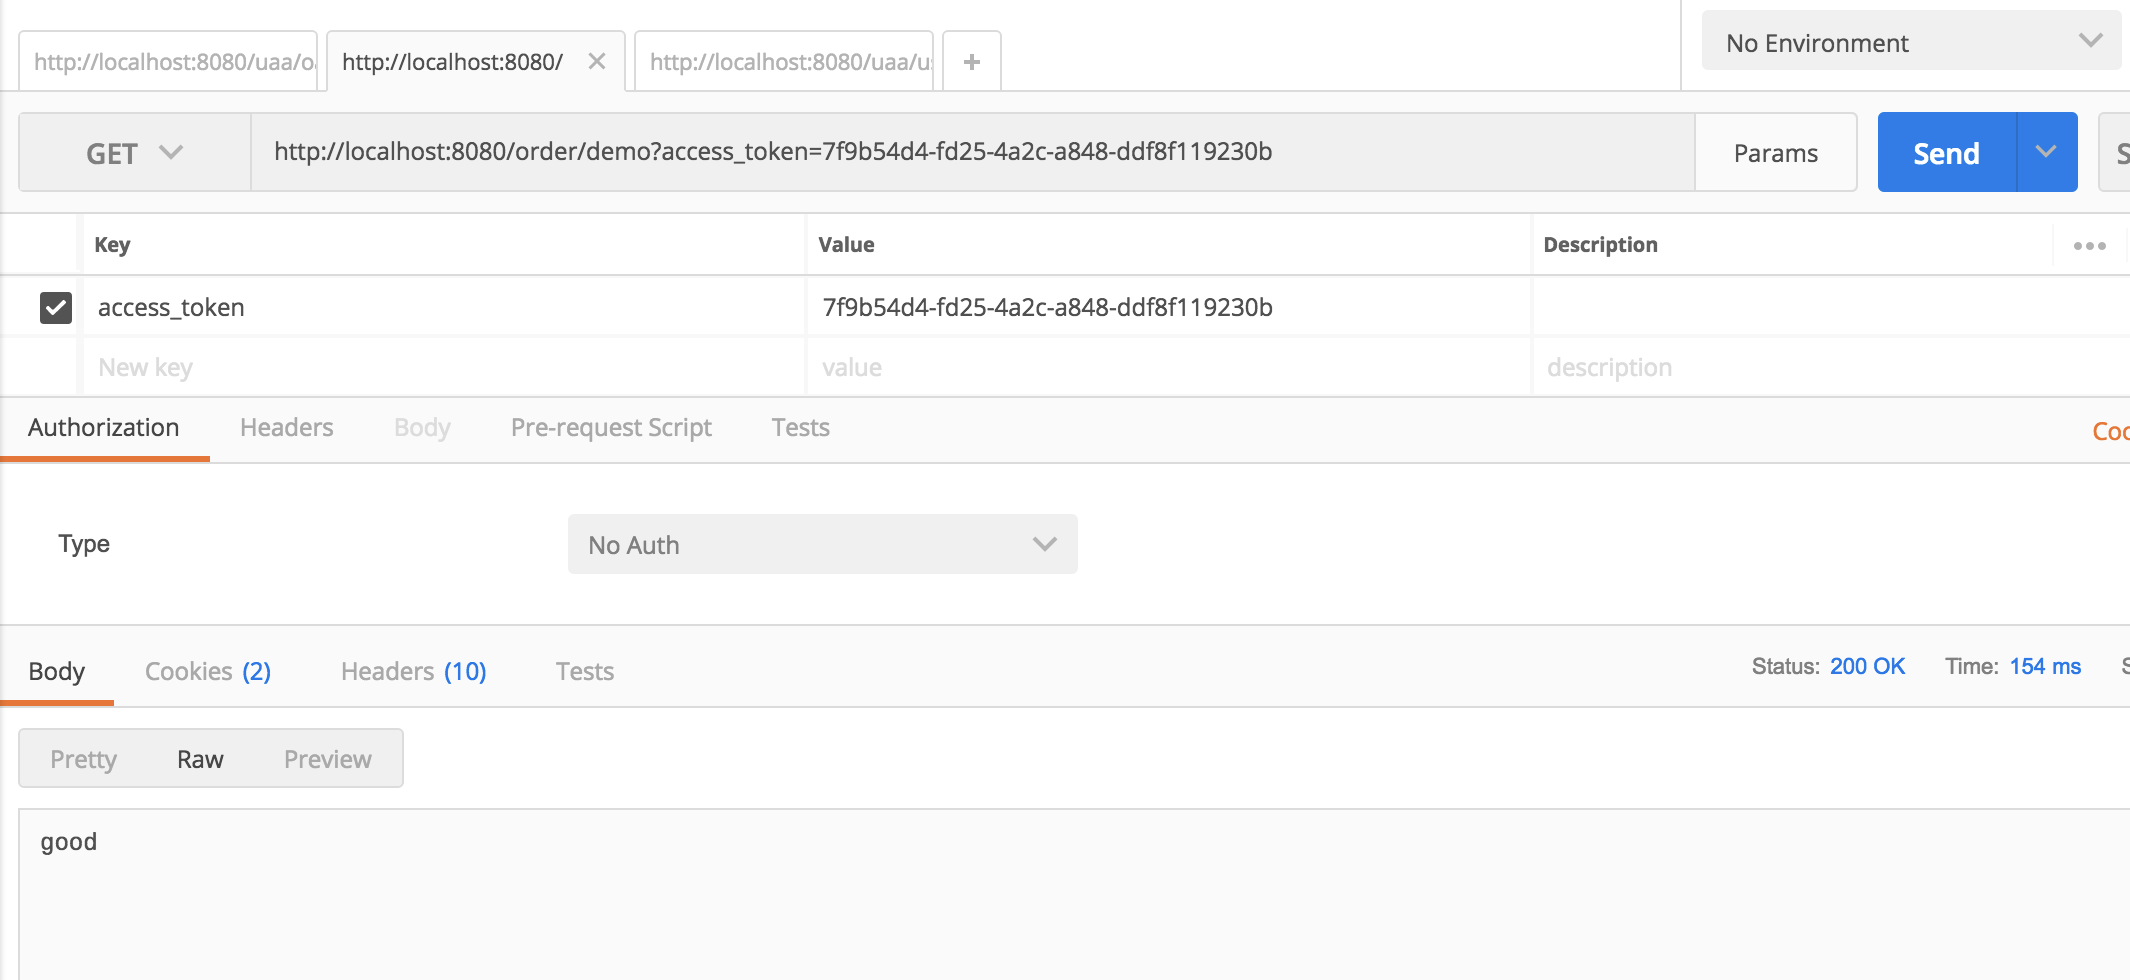 http://localhost:8080/uaa/o
http://localhost:8080/
http://localhost:8080/uaa/u
No Environment
GET
http://localhost:8080/order/demo?access_token=7f9b54d4-fd25-4a2c-a848-ddf8f119230b
Params
Send
S
Key
Value
Description
access_token
7f9b54d4-fd25-4a2c-a848-ddf8f119230b
New key
value
description
Authorization
Headers
Body
Pre-request Script
Tests
Coo
Type
No Auth
Body
Cookies (2)
Headers (10)
Tests
Status: 200 OK
Time: 154 ms
S
Pretty
Raw
Preview
good